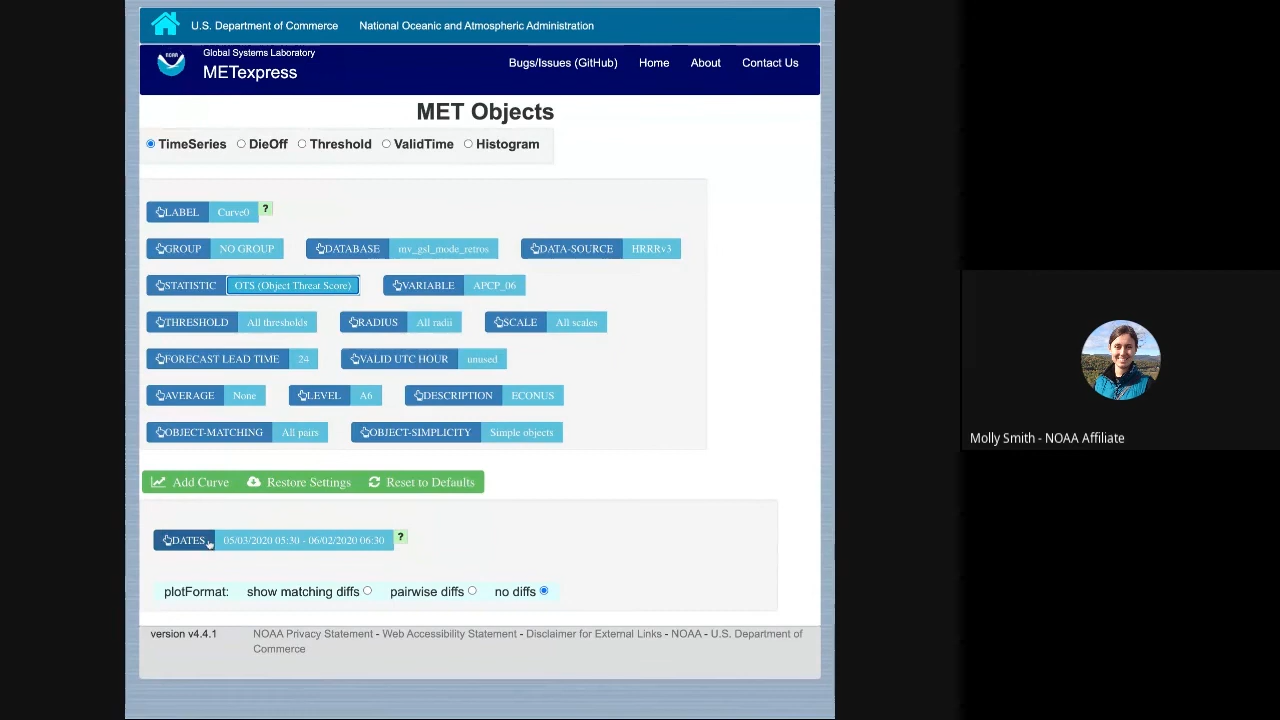 U.S. Department of Commerce National Oceanic and Atmospheric Administration
NOAA
Global Systems Laboratory
METexpress
Bugs/Issues (GitHub) Home About Contact Us
MET Objects
TimeSeries DieOff Threshold ValidTime Histogram
LABEL Curve0 ?
GROUP NO GROUP DATABASE mv_gsl_mode_retros DATA-SOURCE HRRRv3
STATISTIC OTS (Object Threat Score) VARIABLE APCP_06
THRESHOLD All thresholds RADIUS All radii SCALE All scales
FORECAST LEAD TIME 24 VALID UTC HOUR unused
AVERAGE None LEVEL A6 DESCRIPTION ECONUS
OBJECT-MATCHING All pairs OBJECT-SIMPLICITY Simple objects
Add Curve Restore Settings Reset to Defaults
DATES 05/03/2020 05:30 - 06/02/2020 06:30 ?
plotFormat: show matching diffs pairwise diffs no diffs
version v4.4.1 NOAA Privacy Statement - Web Accessibility Statement - Disclaimer for External Links - NOAA - U.S. Department of
Commerce
Molly Smith - NOAA Affiliate